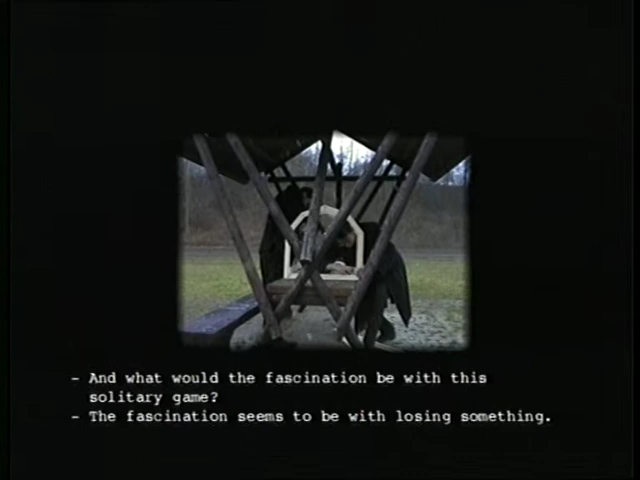 - And what would the fascination be with this
solitary game?
- The fascination seems to be with losing something.